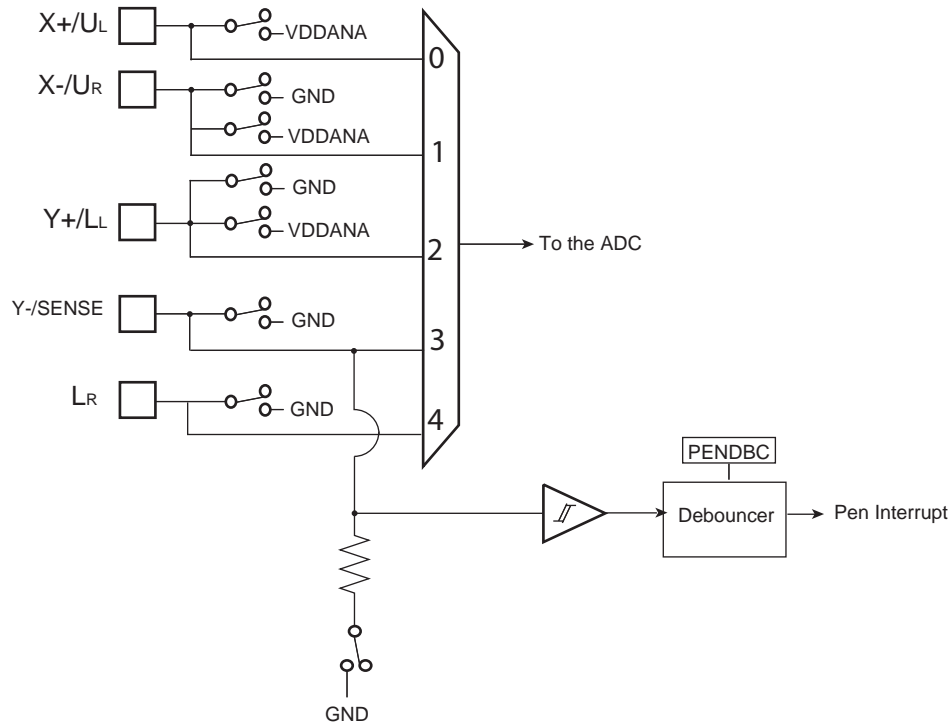 X+/UL
VDDANA
0
X-/UR
GND
VDDANA
1
GND
Y+/LL
VDDANA
2
To the ADC
Y-/SENSE
GND
3
LR
GND
4
PENDBC
Debouncer
Pen Interrupt
GND